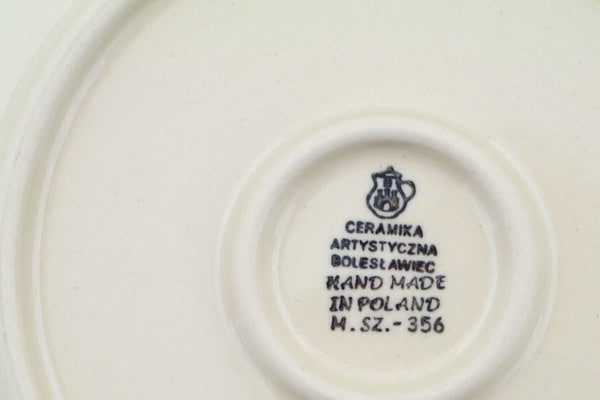 CERAMIKA
ARTYSTYCZNA
BOLESŁAWIEC
HAND MADE
IN POLAND
M. SZ. - 356